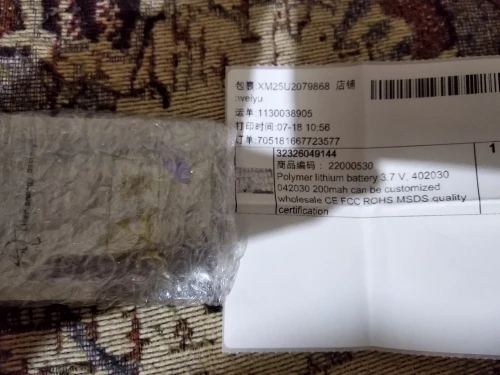 包裹:XM25U2079868 店铺
:weiyu
运单:1130038905
打印时间:07-18 10:56
订单:705181667723577
32326049144 1
商品编码: 22000530
Polymer lithium battery 3.7 V, 402030
042030 200mah can be customized
wholesale CE FCC ROHS MSDS quality
certification